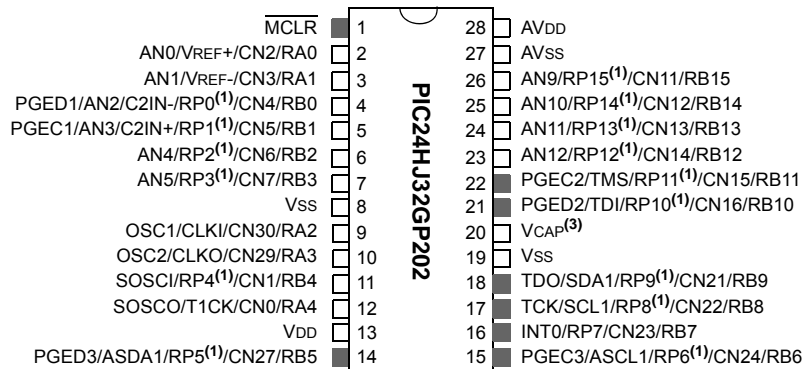 MCLR 1 28 AVDD
AN0/VREF+/CN2/RA0 2 27 AVSS
AN1/VREF-/CN3/RA1 3 26 AN9/RP15(1)/CN11/RB15
PGED1/AN2/C2IN-/RP0(1)/CN4/RB0 4 25 AN10/RP14(1)/CN12/RB14
PGEC1/AN3/C2IN+/RP1(1)/CN5/RB1 5 24 AN11/RP13(1)/CN13/RB13
AN4/RP2(1)/CN6/RB2 6 23 AN12/RP12(1)/CN14/RB12
AN5/RP3(1)/CN7/RB3 7 22 PGEC2/TMS/RP11(1)/CN15/RB11
VSS 8 21 PGED2/TDI/RP10(1)/CN16/RB10
OSC1/CLKI/CN30/RA2 9 20 VCAP(3)
OSC2/CLKO/CN29/RA3 10 19 VSS
SOSCI/RP4(1)/CN1/RB4 11 18 TDO/SDA1/RP9(1)/CN21/RB9
SOSCO/T1CK/CN0/RA4 12 17 TCK/SCL1/RP8(1)/CN22/RB8
VDD 13 16 INT0/RP7/CN23/RB7
PGED3/ASDA1/RP5(1)/CN27/RB5 14 15 PGEC3/ASCL1/RP6(1)/CN24/RB6
PIC24HJ32GP202